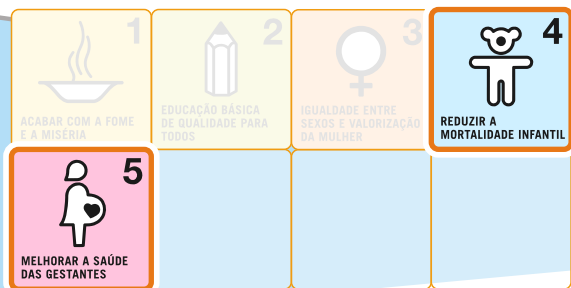 1
ACABAR COM A FOME
E A MISÉRIA
2
EDUCAÇÃO BÁSICA
DE QUALIDADE PARA
TODOS
3
IGUALDADE ENTRE
SEXOS E VALORIZAÇÃO
DA MULHER
4
REDUZIR A
MORTALIDADE INFANTIL
5
MELHORAR A SAÚDE
DAS GESTANTES